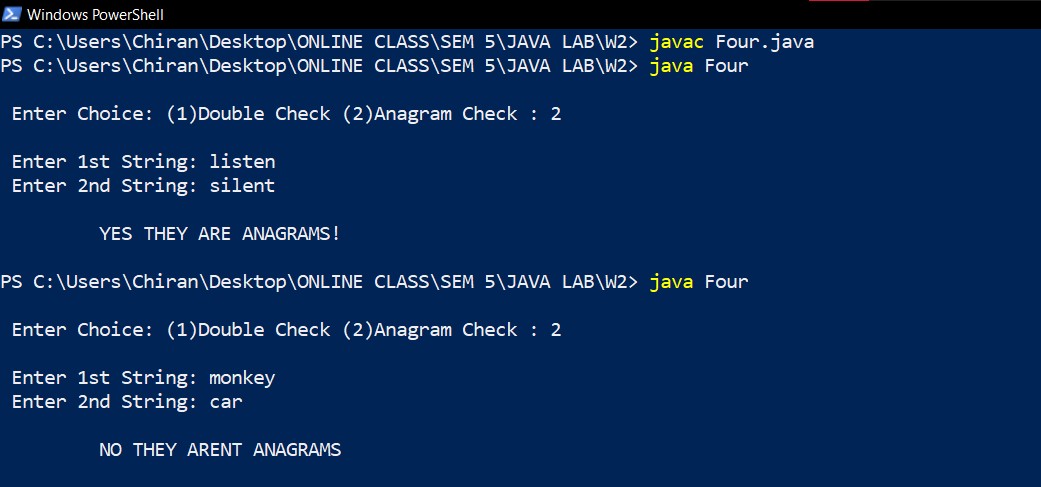 Windows PowerShell
PS C:\Users\Chiran\Desktop\ONLINE CLASS\SEM 5\JAVA LAB\W2> javac Four.java
PS C:\Users\Chiran\Desktop\ONLINE CLASS\SEM 5\JAVA LAB\W2> java Four
Enter Choice: (1)Double Check (2)Anagram Check : 2
Enter 1st String: listen
Enter 2nd String: silent
YES THEY ARE ANAGRAMS!
PS C:\Users\Chiran\Desktop\ONLINE CLASS\SEM 5\JAVA LAB\W2> java Four
Enter Choice: (1)Double Check (2)Anagram Check : 2
Enter 1st String: monkey
Enter 2nd String: car
NO THEY ARENT ANAGRAMS